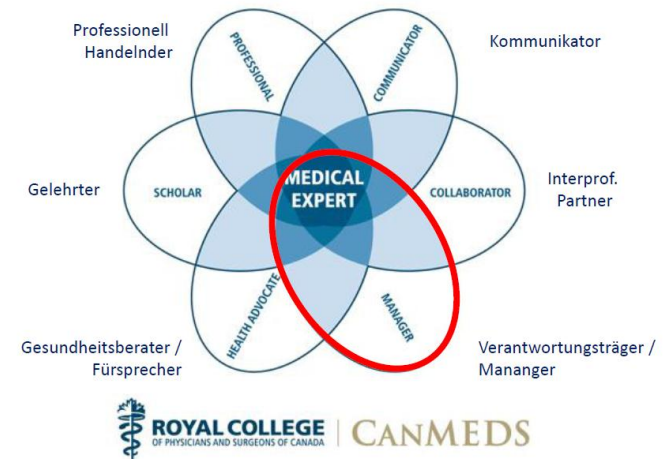 Professionell
Handelnder
PROFESSIONAL
COMMUNICATOR
Kommunikator
Gelehrter
SCHOLAR
MEDICAL
EXPERT
COLLABORATOR
Interprof.
Partner
Gesundheitsberater /
Fürsprecher
HEALTH ADVOCATE
MANAGER
Verantwortungsträger /
Mananger
ROYAL COLLEGE
OF PHYSICIANS AND SURGEONS OF CANADA
CANMEDS